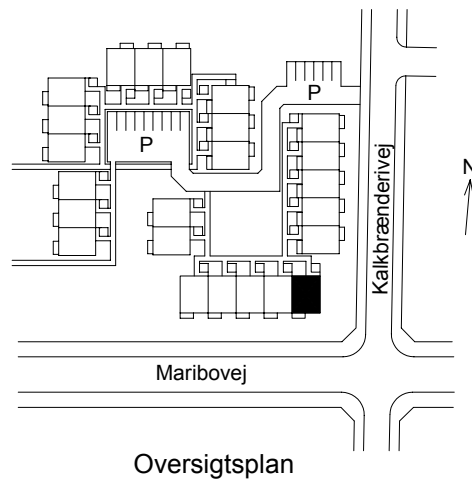 P
P
N
Kalkbrænderivej
Maribovej
Oversigtsplan